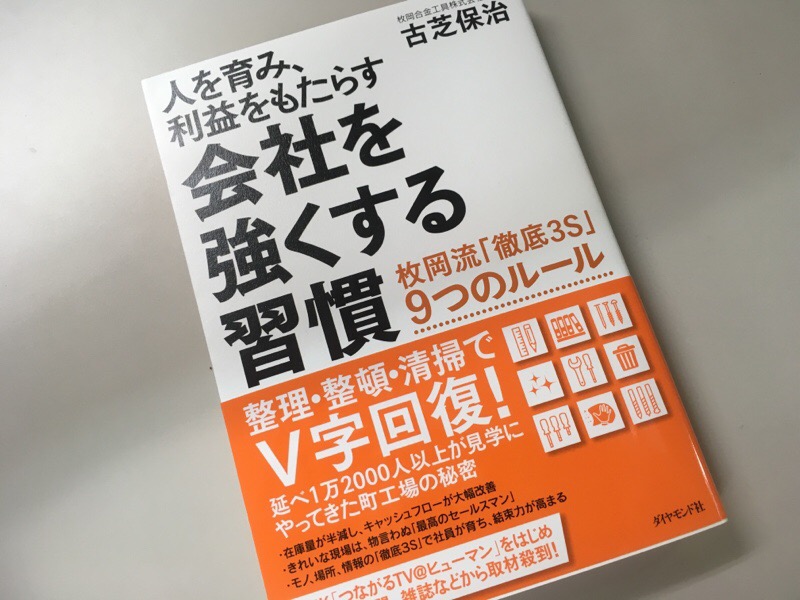 枚岡合金工具株式会
古芝保治
人を育み、
利益をもたらす
会社を
強くする
習慣
枚岡流「徹底3S」
9つのルール
整理・整頓・清掃で
V字回復!
延べ1万2000人以上が見学に
やってきた町工場の秘密
・在庫量が半減し、キャッシュフローが大幅改善
・きれいな現場は、物言わぬ「最高のセールスマン」
・モノ、場所、情報の「徹底3S」で社員が育ち、結束力が高まる
「つながるTV@ヒューマン」をはじめ
雑誌などから取材殺到!
ダイヤモンド社